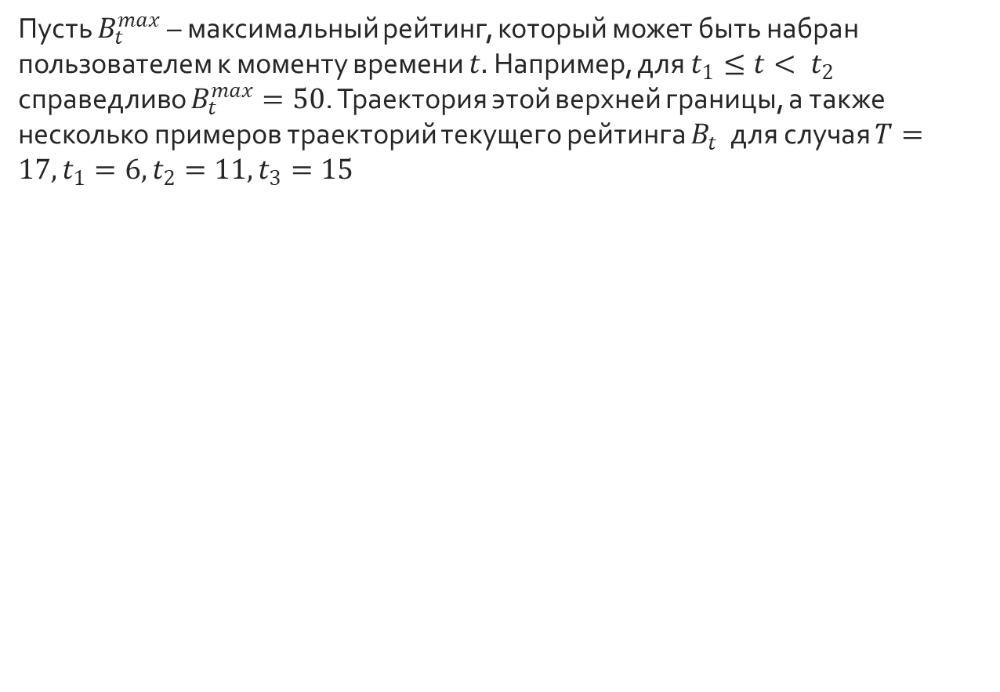 Пусть $B_t^{max}$ – максимальный рейтинг, который может быть набран
пользователем к моменту времени $t$. Например, для $t_1 \leq t < t_2$
справедливо $B_t^{max} = 50$. Траектория этой верхней границы, а также
несколько примеров траекторий текущего рейтинга $B_t$ для случая $T =$
$17, t_1 = 6, t_2 = 11, t_3 = 15$